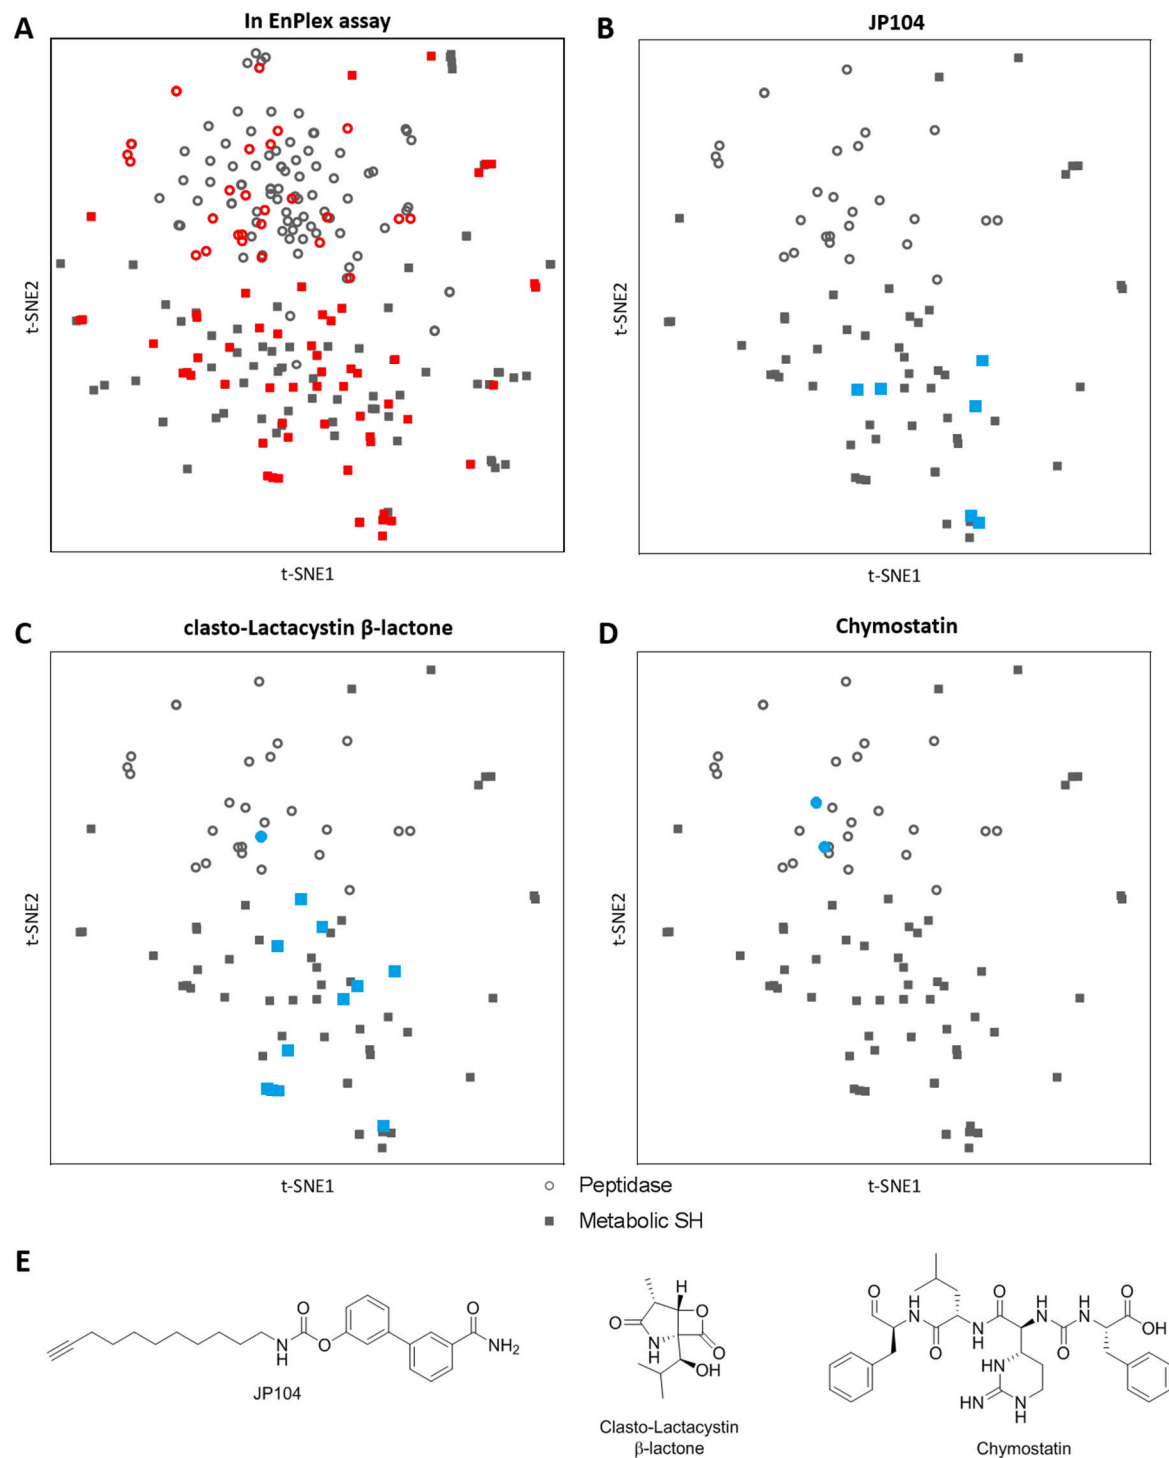 A
In EnPlex assay
t-SNE2
t-SNE1
B
JP104
t-SNE2
t-SNE1
C
clasto-Lactacystin β-lactone
t-SNE2
t-SNE1
D
Chymostatin
t-SNE2
t-SNE1
Peptidase
Metabolic SH
E
O
N
H
O
O
NH₂
JP104
H
O
O
N
H
O
OH
Clasto-Lactacystin
β-lactone
O
H
N
O
N
H
O
H
N
O
H
N
O
OH
HN
HN
N
H
Chymostatin